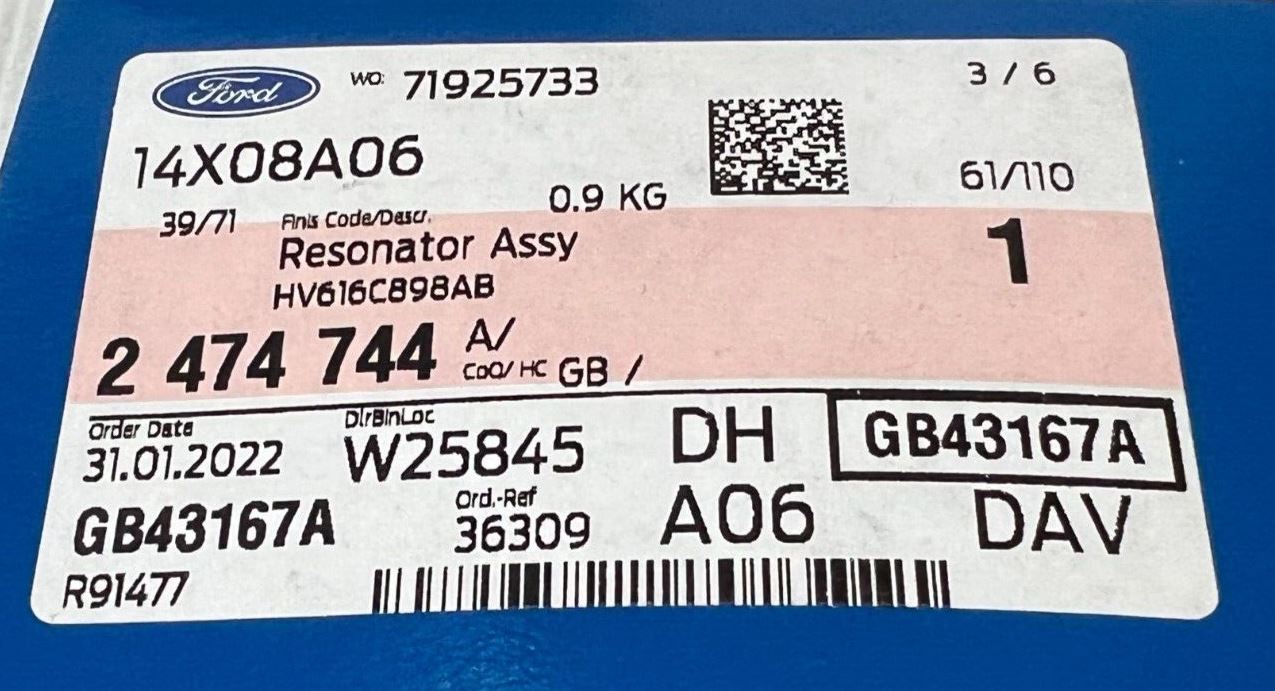 Ford WO: 71925733 3 / 6
14X08A06
0.9 KG 61/110
39/71 Finis Code/Descr. 1
Resonator Assy
HV616C898AB
2 474 744 A/
CoO/ HC GB /
Order Date DlrBinLoc
31.01.2022 W25845 DH GB43167A
GB43167A Ord.-Ref
36309 A06 DAV
R91477